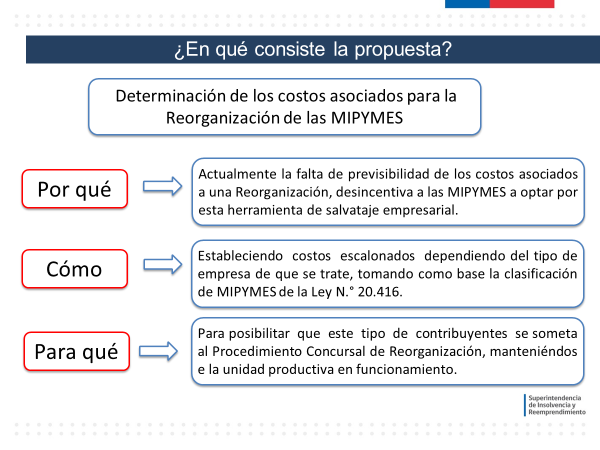 ¿En qué consiste la propuesta?
Determinación de los costos asociados para la
Reorganización de las MIPYMES
Por qué
Actualmente la falta de previsibilidad de los costos asociados
a una Reorganización, desincentiva a las MIPYMES a optar por
esta herramienta de salvataje empresarial.
Cómo
Estableciendo costos escalonados dependiendo del tipo de
empresa de que se trate, tomando como base la clasificación
de MIPYMES de la Ley N.° 20.416.
Para qué
Para posibilitar que este tipo de contribuyentes se someta
al Procedimiento Concursal de Reorganización, manteniéndos
e la unidad productiva en funcionamiento.
Superintendencia
de Insolvencia y
Reemprendimiento